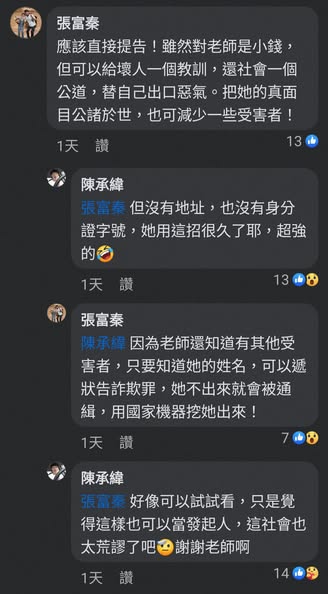 張富秦
應該直接提告！雖然對老師是小錢，
但可以給壞人一個教訓，還社會一個
公道，替自己出口惡氣。把她的真面
目公諸於世，也可減少一些受害者！
1天 讚 13
陳承緯
張富秦 但沒有地址，也沒有身分
證字號，她用這招很久了耶，超強
的🤣
1天 讚 13
張富秦
陳承緯 因為老師還知道有其他受
害者，只要知道她的姓名，可以遞
狀告詐欺罪，她不出來就會被通
緝，用國家機器挖她出來！
1天 讚 7
陳承緯
張富秦 好像可以試試看，只是覺
得這樣也可以當發起人，這社會也
太荒謬了吧🤕謝謝老師啊
1天 讚 14